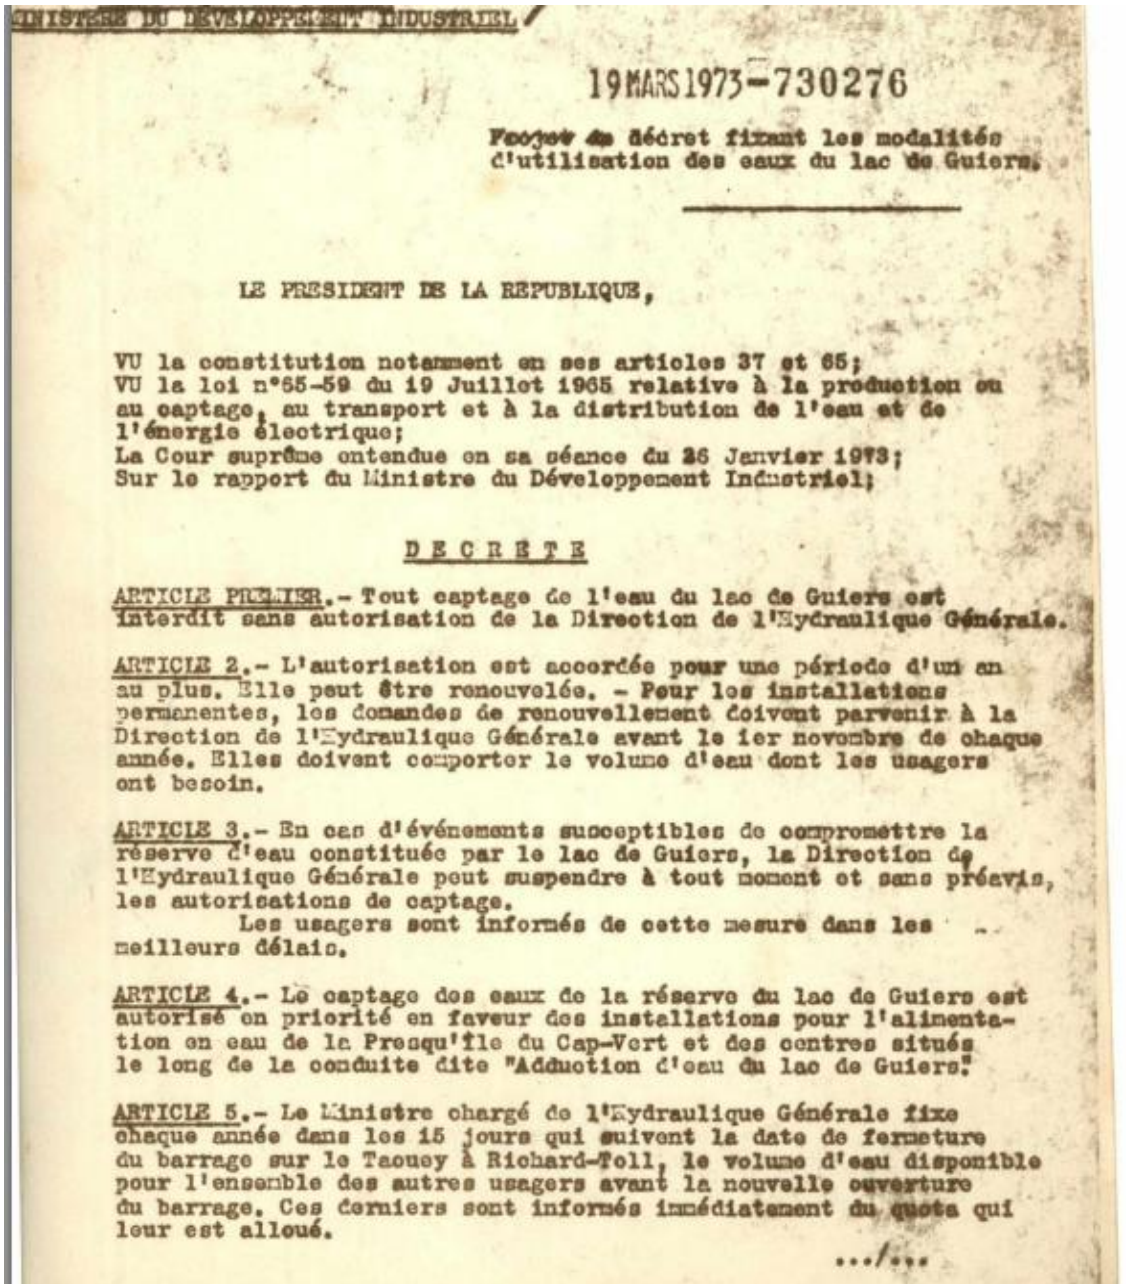 MINISTERE DU DEVELOPPEMENT INDUSTRIEL/
19 MARS 1973-730276
Projet de décret fixant les modalités
d'utilisation des eaux du lac de Guiers.
LE PRESIDENT DE LA REPUBLIQUE,
VU la constitution notamment en ses articles 37 et 65;
VU la loi n°65-59 du 19 Juillet 1965 relative à la production ou
au captage, au transport et à la distribution de l'eau et de
l'énergie électrique;
La Cour suprême entendue en sa séance du 26 Janvier 1973;
Sur le rapport du Ministre du Développement Industriel;
D E C R E T E
ARTICLE PREMIER.- Tout captage de l'eau du lac de Guiers est
interdit sans autorisation de la Direction de l'Hydraulique Générale.
ARTICLE 2.- L'autorisation est accordée pour une période d'un an
au plus. Elle peut être renouvelée. - Pour les installations
permanentes, les demandes de renouvellement doivent parvenir à la
Direction de l'Hydraulique Générale avant le 1er novembre de chaque
année. Elles doivent comporter le volume d'eau dont les usagers
ont besoin.
ARTICLE 3.- En cas d'événements susceptibles de compromettre la
réserve d'eau constituée par le lac de Guiers, la Direction de
l'Hydraulique Générale peut suspendre à tout moment et sans préavis,
les autorisations de captage.
Les usagers sont informés de cette mesure dans les
meilleurs délais.
ARTICLE 4.- Le captage des eaux de la réserve du lac de Guiers est
autorisé en priorité en faveur des installations pour l'alimenta-
tion en eau de la Presqu'île du Cap-Vert et des centres situés
le long de la conduite dite "Adduction d'eau du lac de Guiers".
ARTICLE 5.- Le Ministre chargé de l'Hydraulique Générale fixe
chaque année dans les 15 jours qui suivent la date de fermeture
du barrage sur le Taouey à Richard-Toll, le volume d'eau disponible
pour l'ensemble des autres usagers avant la nouvelle ouverture
du barrage. Ces derniers sont informés immédiatement du quota qui
leur est alloué.
.../...